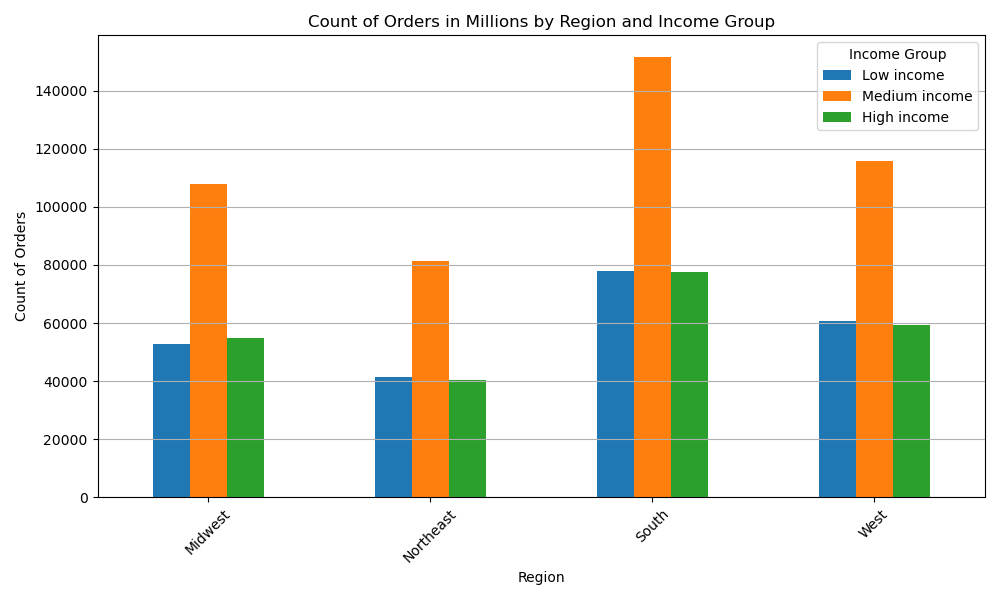 Count of Orders in Millions by Region and Income Group
Income Group
Low income
Medium income
High income
Count of Orders
140000
120000
100000
80000
60000
40000
20000
0
Midwest
Northeast
South
West
Region